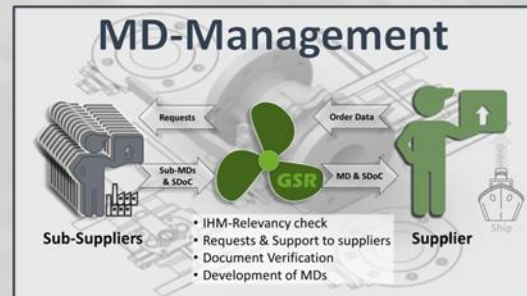 MD-Management
Requests
Order Data
Sub-MDs
& SDoC
GSR
MD & SDoC
Ship
Sub-Suppliers
Supplier
• IHM-Relevancy check
• Requests & Support to suppliers
• Document Verification
• Development of MDs